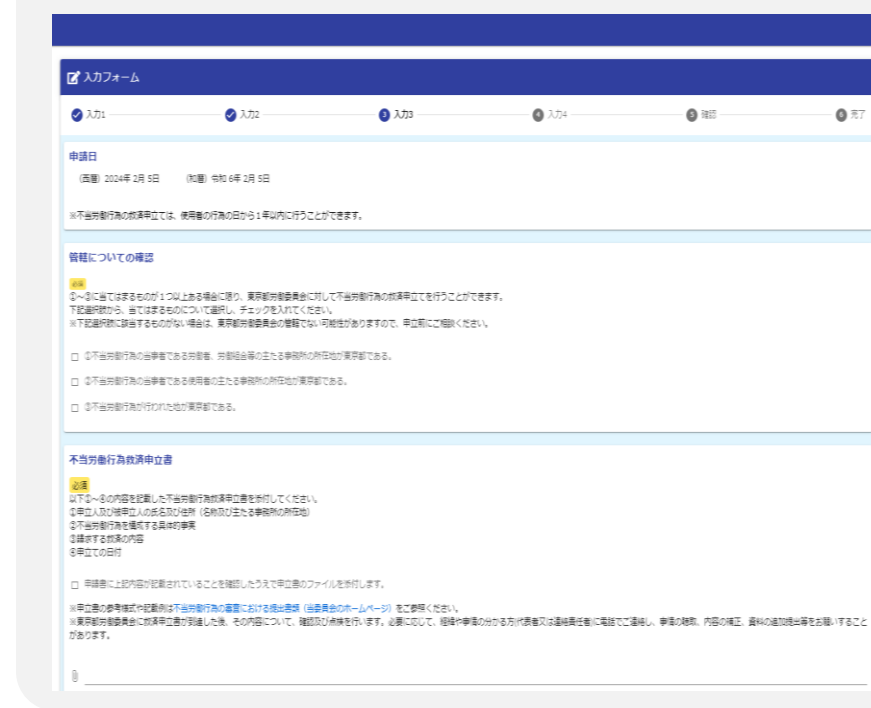 入力フォーム
入力1
入力2
3 入力3
4 入力4
5 確認
6 完了
申請日
(西暦) 2024年 2月 5日 (和暦) 令和 6年 2月 5日
※不当労働行為の救済申立ては、使用者の行為の日から1年以内に行うことができます。
管轄についての確認
必須
①~③に当てはまるものが1つ以上ある場合に限り、東京都労働委員会に対して不当労働行為の救済申立てを行うことができます。
下記選択肢から、当てはまるものについて選択し、チェックを入れてください。
※下記選択肢に該当するものがない場合は、東京都労働委員会の管轄でない可能性がありますので、申立前にご相談ください。
①不当労働行為の当事者である労働者、労働組合等の主たる事務所の所在地が東京都である。
②不当労働行為の当事者である使用者の主たる事務所の所在地が東京都である。
③不当労働行為が行われた地が東京都である。
不当労働行為救済申立書
必須
以下①~④の内容を記載した不当労働行為救済申立書を添付してください。
①申立人及び被申立人の氏名及び住所(名称及び主たる事務所の所在地)
②不当労働行為を構成する具体的事実
③請求する救済の内容
④申立ての日付
申請書に上記内容が記載されていることを確認したうえで申立書のファイルを添付します。
※申立書の参考様式や記載例は不当労働行為の審査における提出書類(当委員会のホームページ)をご参照ください。
※東京都労働委員会に救済申立書が到達した後、その内容について、確認及び点検を行います。必要に応じて、経緯や事情の分かる方(代表者又は連絡責任者)に電話でご連絡し、事情の聴取、内容の補正、資料の追加提出等をお願いすること
があります。